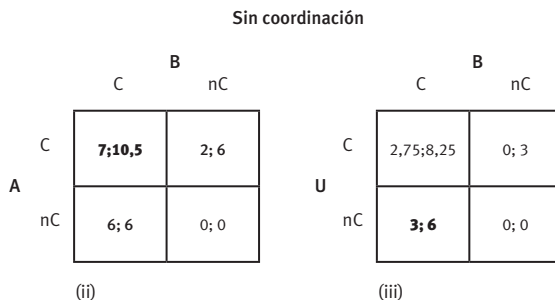 Sin coordinación
B B
C nC C nC
C 7;10,5 2; 6 C 2,75;8,25 0; 3
A U
nC 6; 6 0; 0 nC 3; 6 0; 0
(ii) (iii)